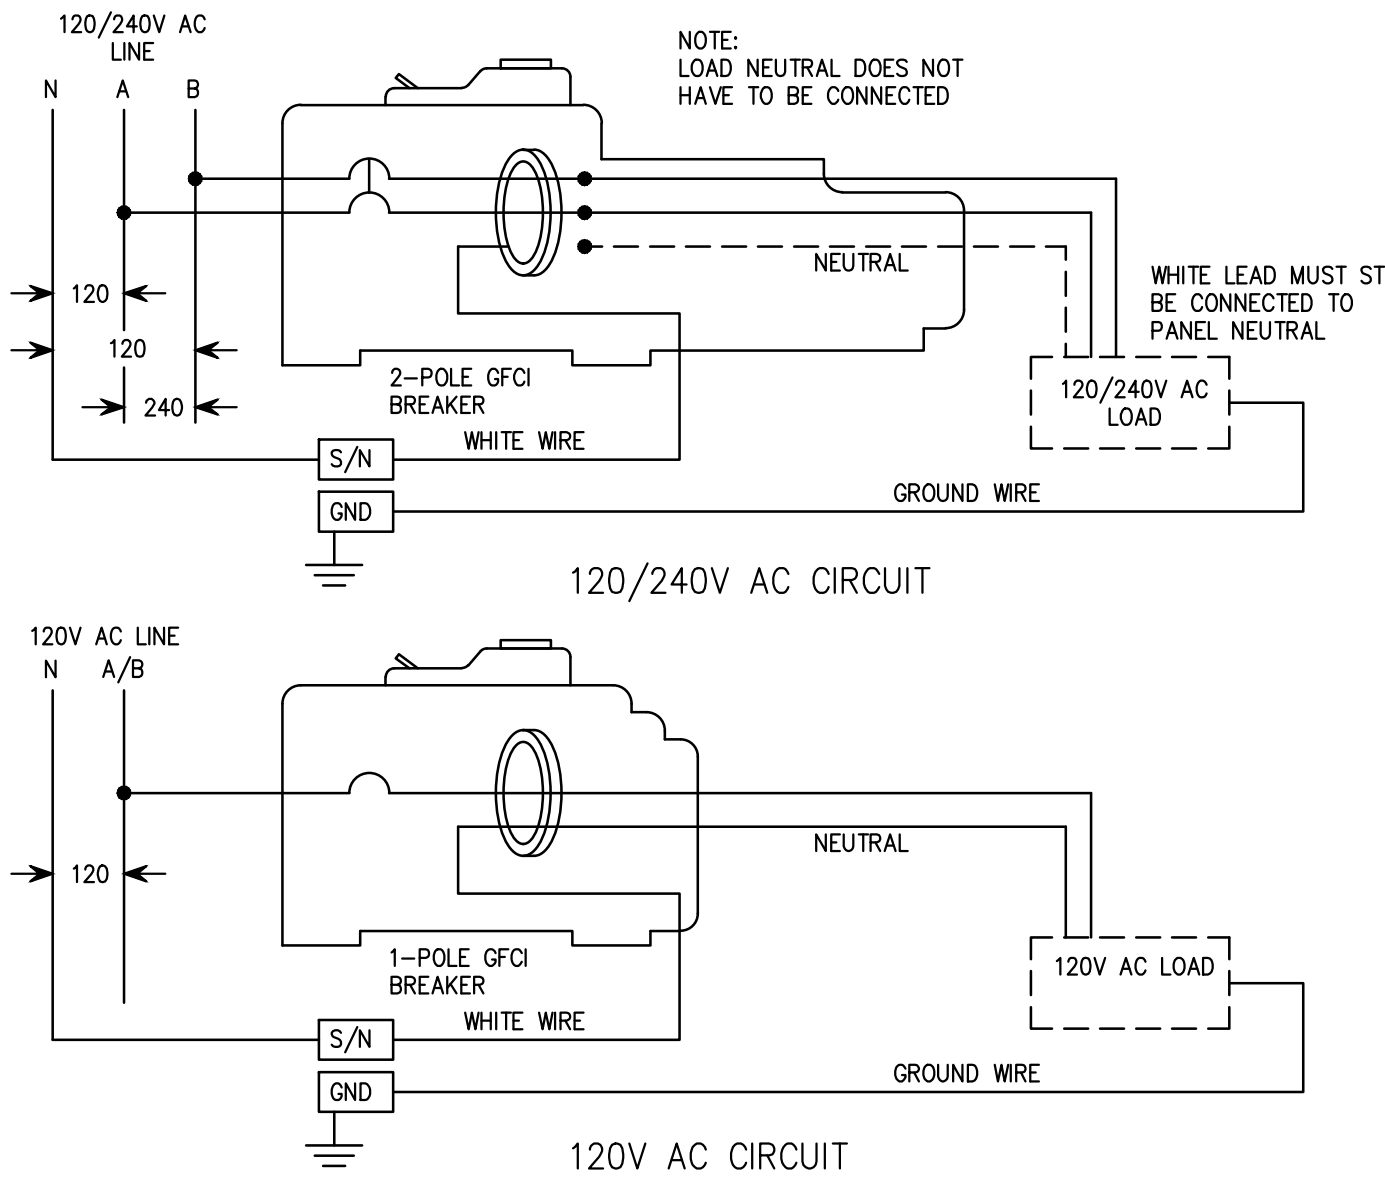 120/240V AC
LINE
N A B
NOTE:
LOAD NEUTRAL DOES NOT
HAVE TO BE CONNECTED
NEUTRAL
WHITE LEAD MUST ST
BE CONNECTED TO
PANEL NEUTRAL
120
120
240
2-POLE GFCI
BREAKER
120/240V AC
LOAD
WHITE WIRE
S/N
GROUND WIRE
GND
120/240V AC CIRCUIT
120V AC LINE
N A/B
NEUTRAL
120
1-POLE GFCI
BREAKER
120V AC LOAD
WHITE WIRE
S/N
GROUND WIRE
GND
120V AC CIRCUIT